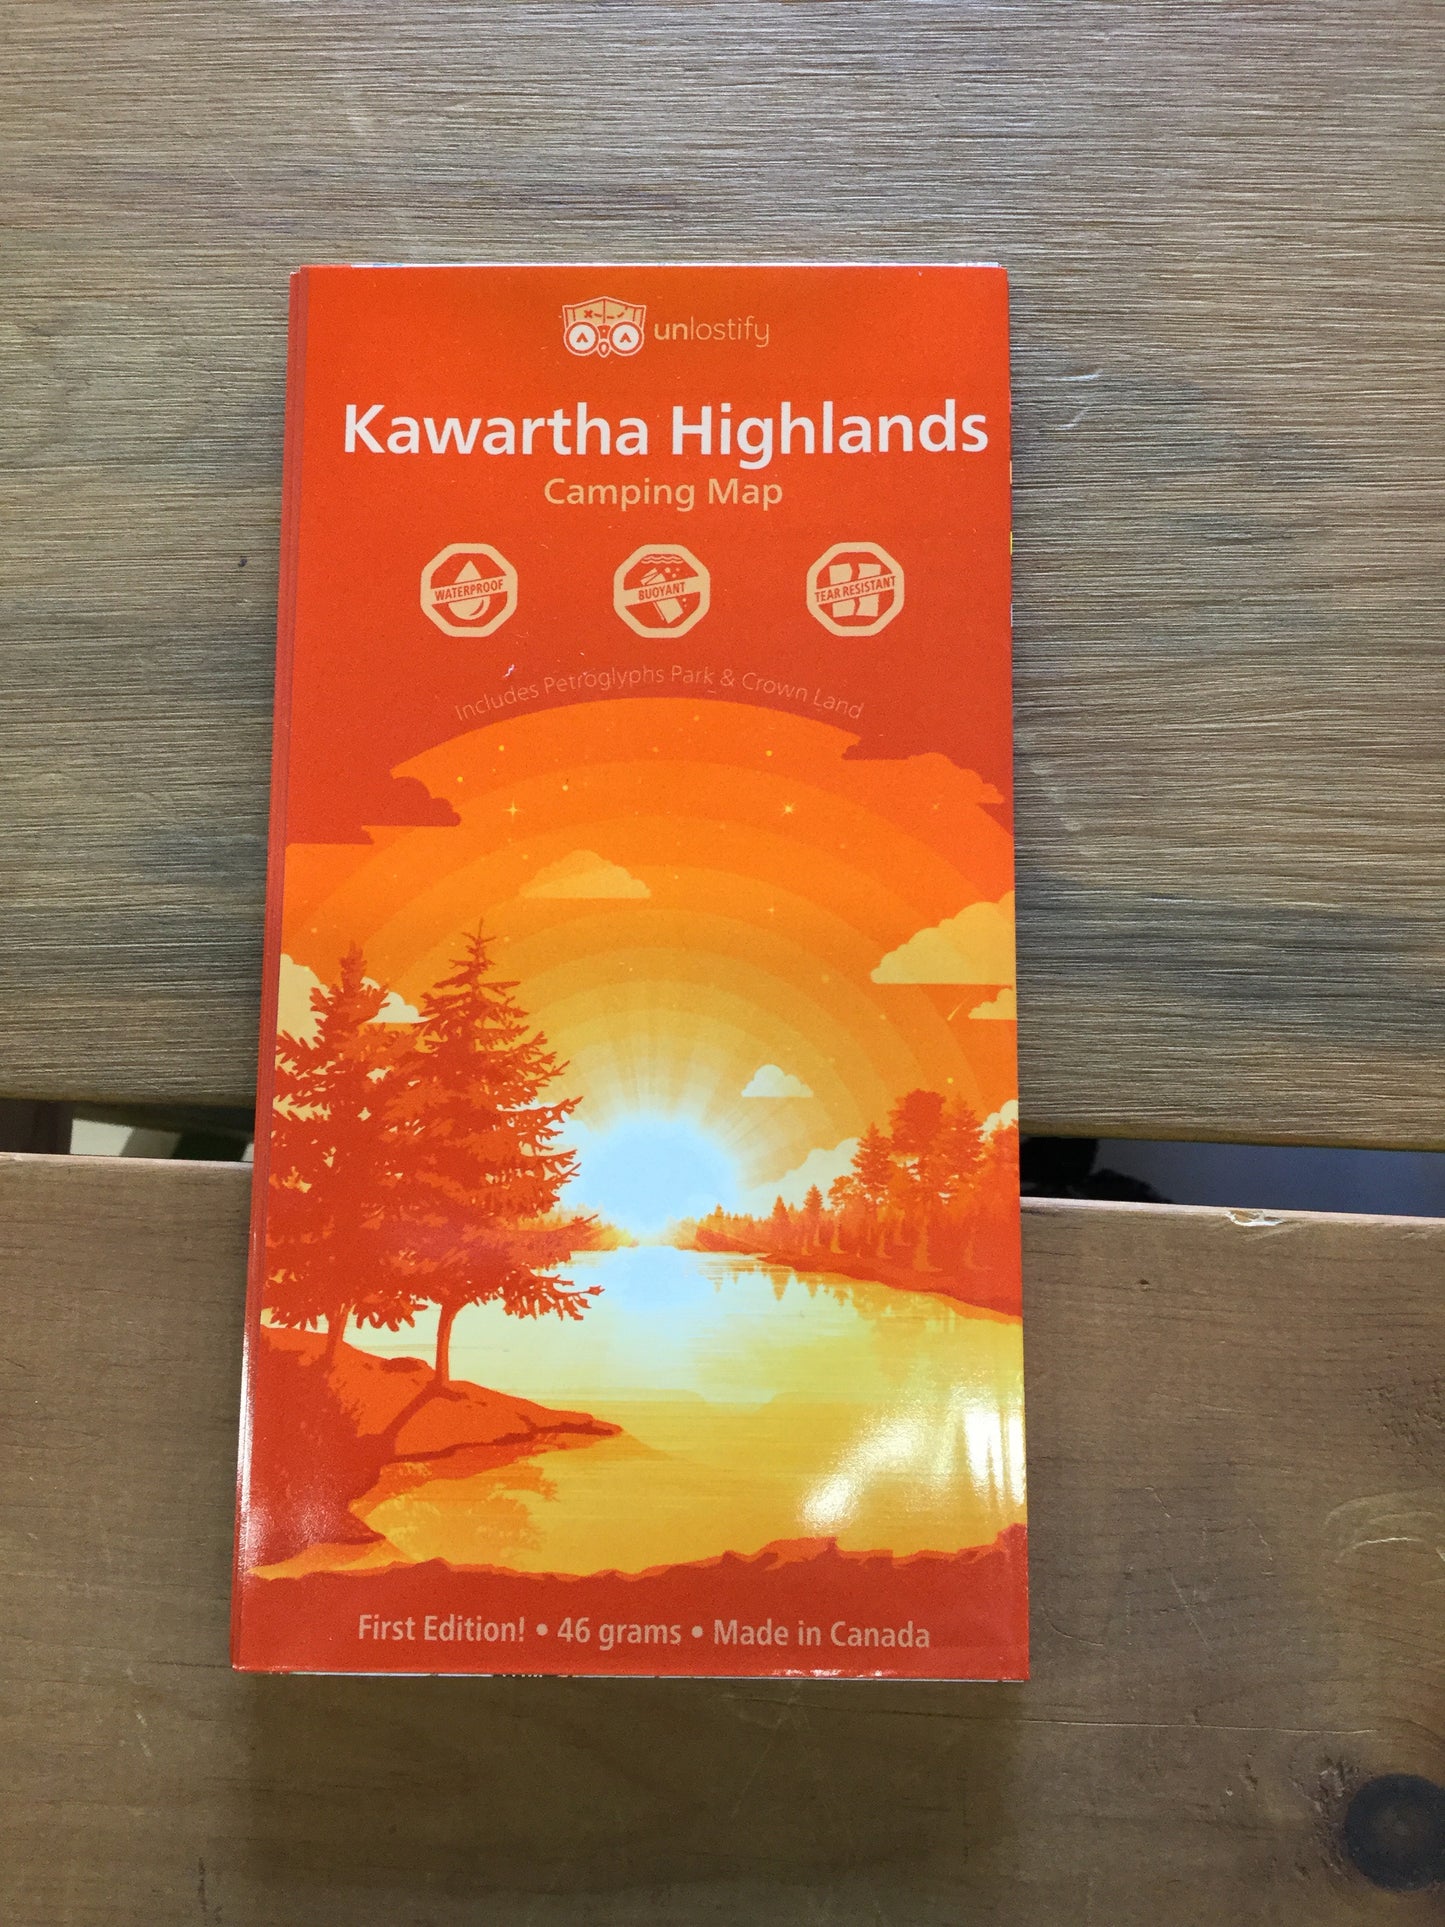 unlostify
Kawartha Highlands
Camping Map
WATERPROOF
BUOYANT
TEAR RESISTANT
Includes Petroglyphs Park & Crown Land
First Edition! • 46 grams • Made in Canada